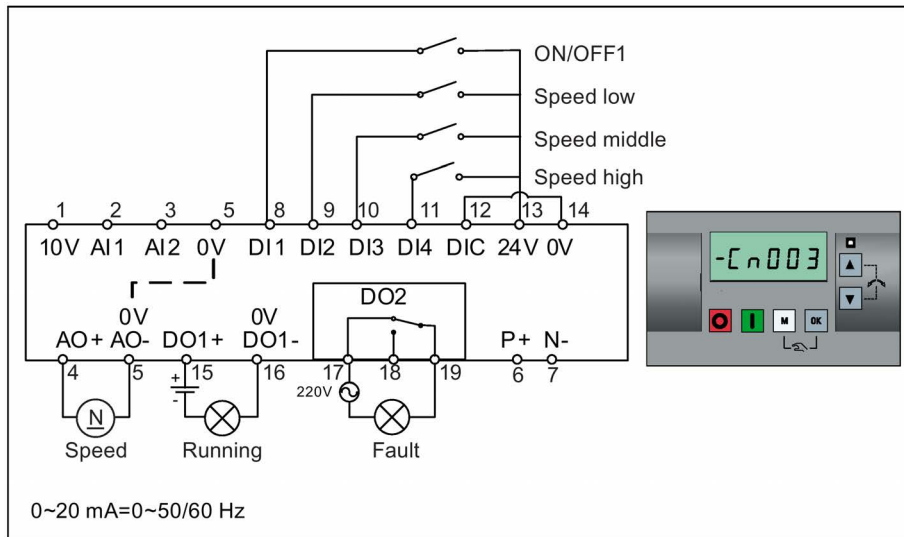 ON/OFF1
Speed low
Speed middle
Speed high
1 2 3 5 8 9 10 11 12 13 14
10V AI1 AI2 0V DI1 DI2 DI3 DI4 DIC 24V 0V
-Cn003
DO2
0V 0V
AO+ AO- DO1+ DO1- P+ N-
M OK
4 5 15 16 17 18 19 6 7
+
-
220V
N
Speed Running Fault
0~20 mA=0~50/60 Hz